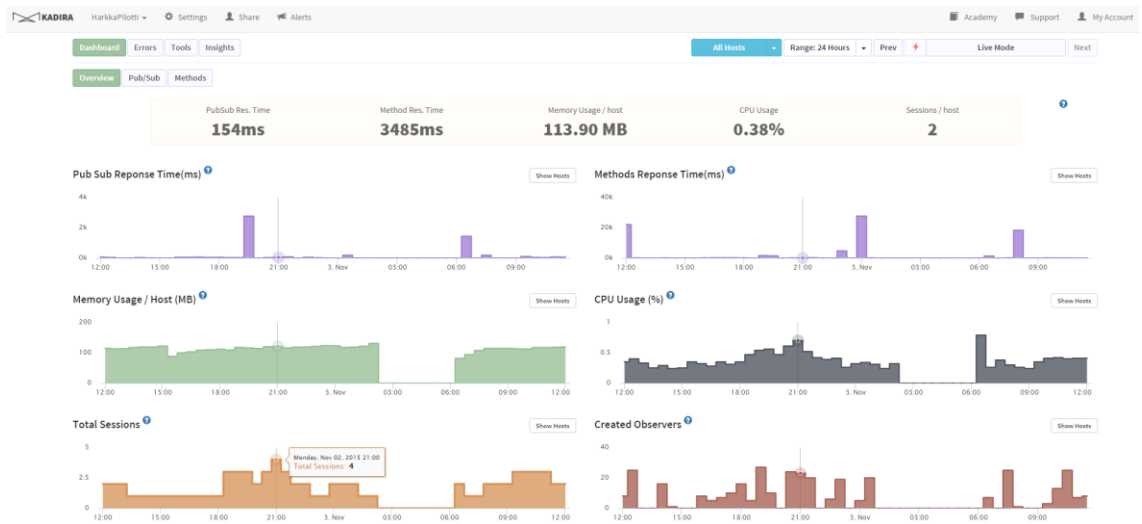 KADIRA HarkkaPilotti Settings Share Alerts Academy Support My Account
Dashboard Errors Tools Insights All Hosts Range: 24 Hours Prev Live Mode Next
Overview Pub/Sub Methods
PubSub Res. Time Method Res. Time Memory Usage / host CPU Usage Sessions / host
154ms 3485ms 113.90 MB 0.38% 2
Pub Sub Reponse Time(ms) Show Hosts
4k
2k
0k
12:00 15:00 18:00 21:00 3. Nov 03:00 06:00 09:00
Methods Reponse Time(ms) Show Hosts
40k
20k
0k
12:00 15:00 18:00 21:00 3. Nov 03:00 06:00 09:00
Memory Usage / Host (MB) Show Hosts
200
100
0
12:00 15:00 18:00 21:00 3. Nov 03:00 06:00 09:00 12:00
CPU Usage (%) Show Hosts
1
0.5
0
12:00 15:00 18:00 21:00 3. Nov 03:00 06:00 09:00 12:00
Total Sessions Show Hosts
5
2.5
0
Monday, Nov 02, 2015 21:00
Total Sessions: 4
12:00 15:00 18:00 21:00 3. Nov 03:00 06:00 09:00 12:00
Created Observers Show Hosts
40
20
0
12:00 15:00 18:00 21:00 3. Nov 03:00 06:00 09:00 12:00